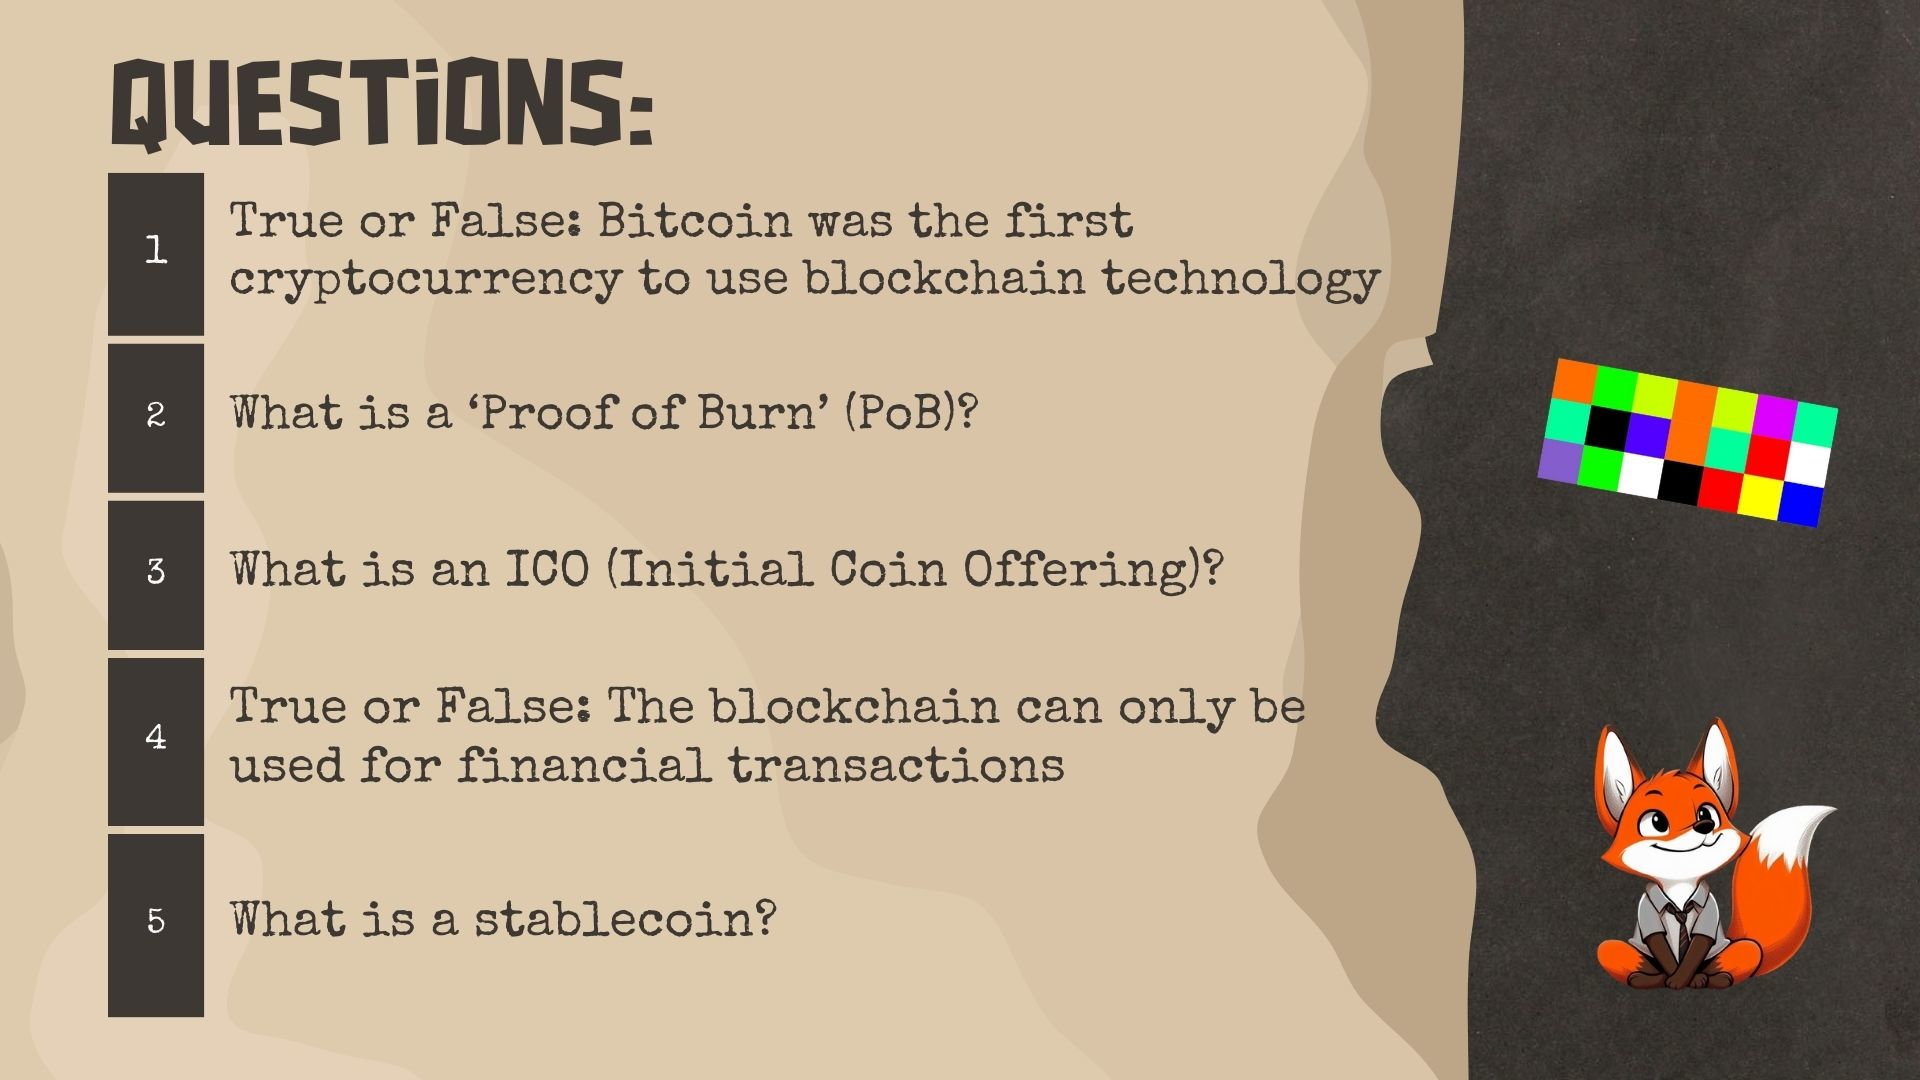 QUESTIONS:
1
True or False: Bitcoin was the first
cryptocurrency to use blockchain technology
2
What is a ‘Proof of Burn’ (PoB)?
3
What is an ICO (Initial Coin Offering)?
4
True or False: The blockchain can only be
used for financial transactions
5
What is a stablecoin?